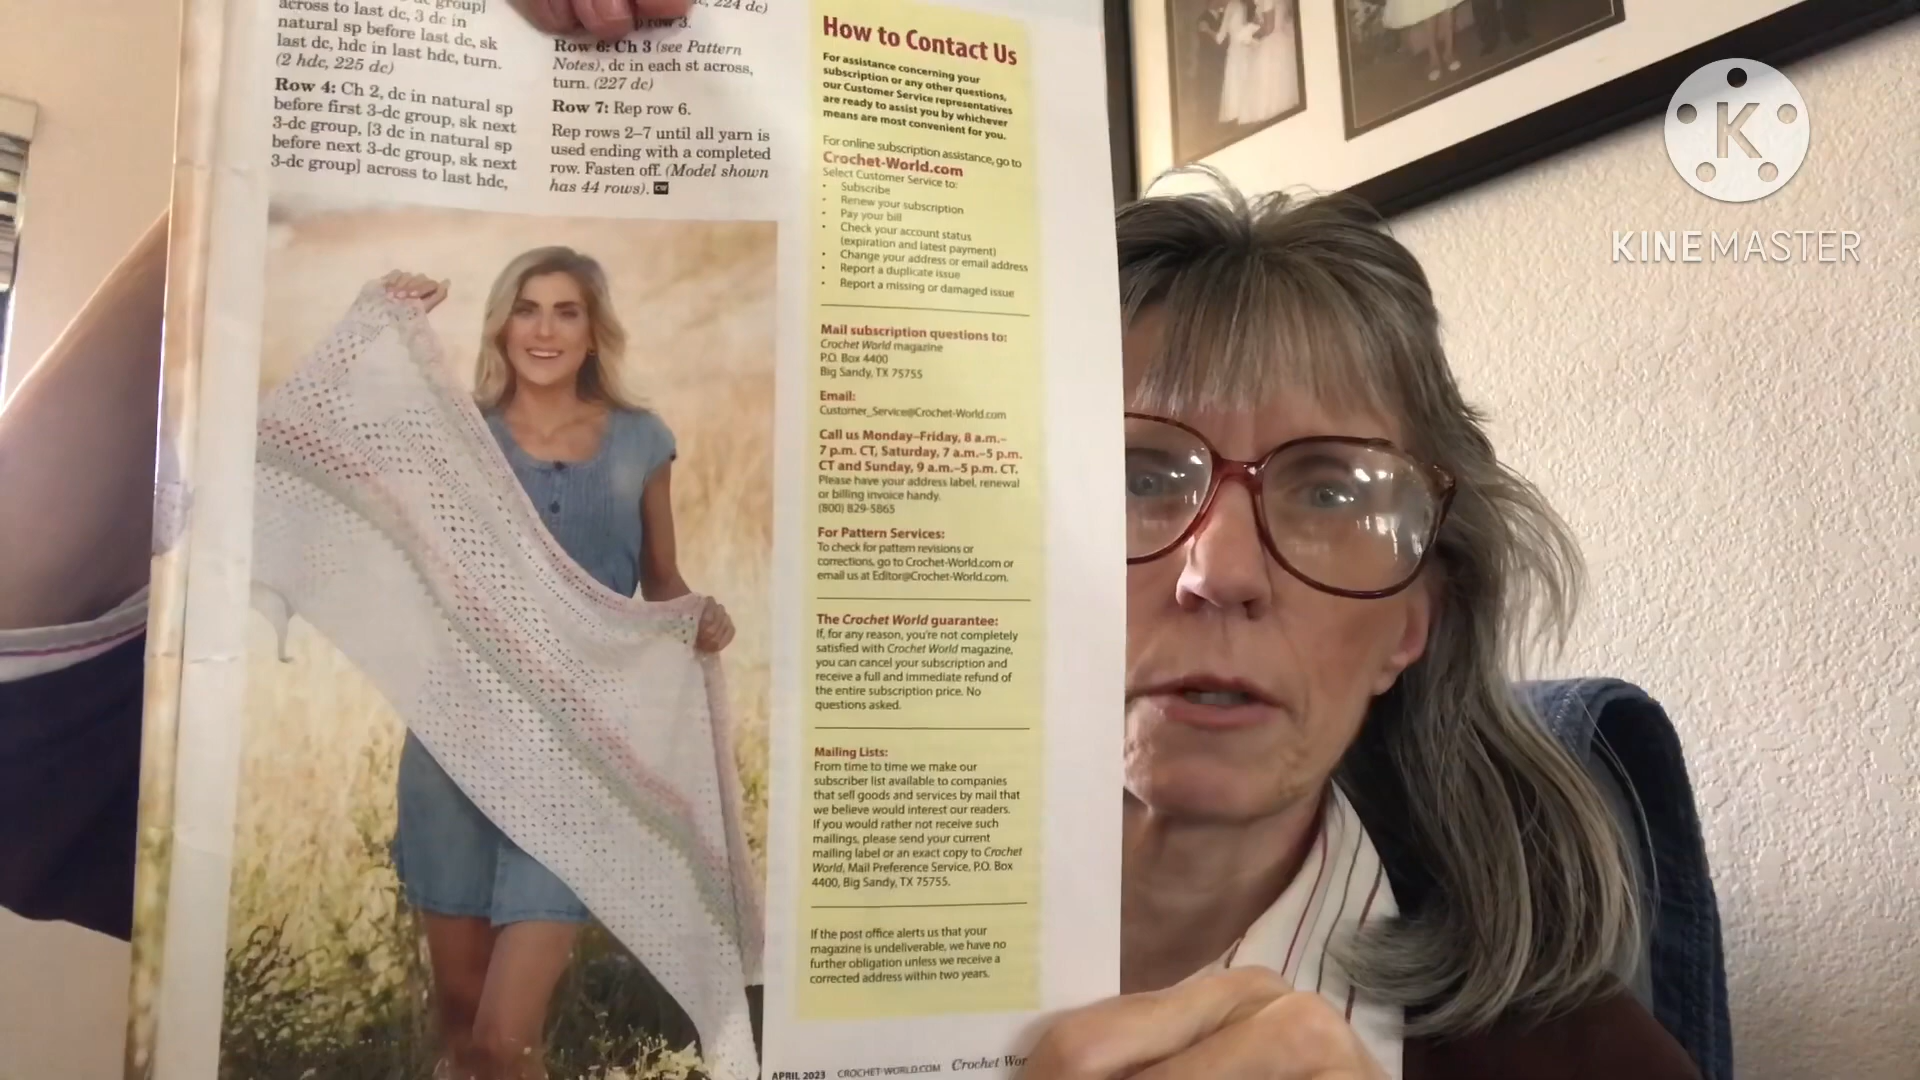 across to last dc, 3 dc in
natural sp before last dc, sk
last dc, hdc in last hdc, turn.
(2 hdc, 225 dc)
Row 4: Ch 2, dc in natural sp
before first 3-dc group, sk next
3-dc group, [3 dc in natural sp
before next 3-dc group, sk next
3-dc group] across to last hdc,
224 dc)
row 3.
Row 6: Ch 3 (see Pattern
Notes), dc in each st across,
turn. (227 dc)
Row 7: Rep row 6.
Rep rows 2–7 until all yarn is
used ending with a completed
row. Fasten off. (Model shown
has 44 rows). CW
How to Contact Us
For assistance concerning your
subscription or any other questions,
our Customer Service representatives
are ready to assist you by whichever
means are most convenient for you.
For online subscription assistance, go to
Crochet-World.com
Select Customer Service to:
• Subscribe
• Renew your subscription
• Pay your bill
• Check your account status
(expiration and latest payment)
• Change your address or email address
• Report a duplicate issue
• Report a missing or damaged issue
Mail subscription questions to:
Crochet World magazine
P.O. Box 4400
Big Sandy, TX 75755
Email:
Customer_Service@Crochet-World.com
Call us Monday–Friday, 8 a.m.–
7 p.m. CT, Saturday, 7 a.m.–5 p.m.
CT and Sunday, 9 a.m.–5 p.m. CT.
Please have your address label, renewal
or billing invoice handy.
(800) 829-5865
For Pattern Services:
To check for pattern revisions or
corrections, go to Crochet-World.com or
email us at Editor@Crochet-World.com.
The Crochet World guarantee:
If, for any reason, you're not completely
satisfied with Crochet World magazine,
you can cancel your subscription and
receive a full and immediate refund of
the entire subscription price. No
questions asked.
Mailing Lists:
From time to time we make our
subscriber list available to companies
that sell goods and services by mail that
we believe would interest our readers.
If you would rather not receive such
mailings, please send your current
mailing label or an exact copy to Crochet
World, Mail Preference Service, P.O. Box
4400, Big Sandy, TX 75755.
If the post office alerts us that your
magazine is undeliverable, we have no
further obligation unless we receive a
corrected address within two years.
APRIL 2023 CROCHET-WORLD.COM Crochet Wor
K
KINEMASTER